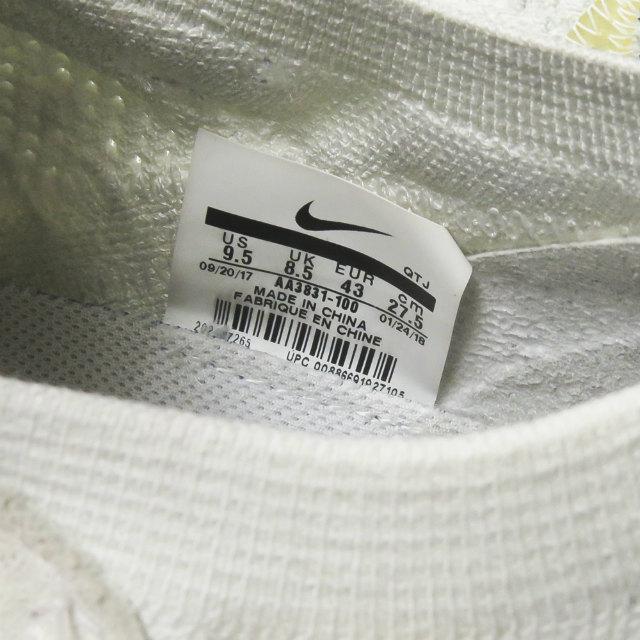 QTJ
US UK EUR cm
9.5 8.5 43 27.5
09/20/17 AA3831-100 01/24/18
MADE IN CHINA
FABRIQUE EN CHINE
UPC